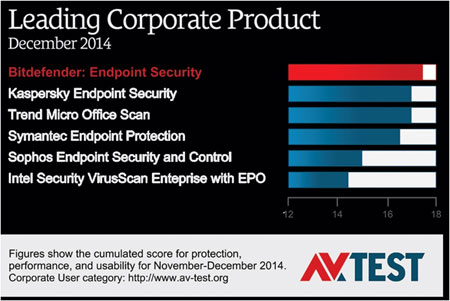 Leading Corporate Product
December 2014
Bitdefender: Endpoint Security
Kaspersky Endpoint Security
Trend Micro Office Scan
Symantec Endpoint Protection
Sophos Endpoint Security and Control
Intel Security VirusScan Enteprise with EPO
12 14 16 18
Figures show the cumulated score for protection,
performance, and usability for November-December 2014.
Corporate User category: http://www.av-test.org
AVTEST